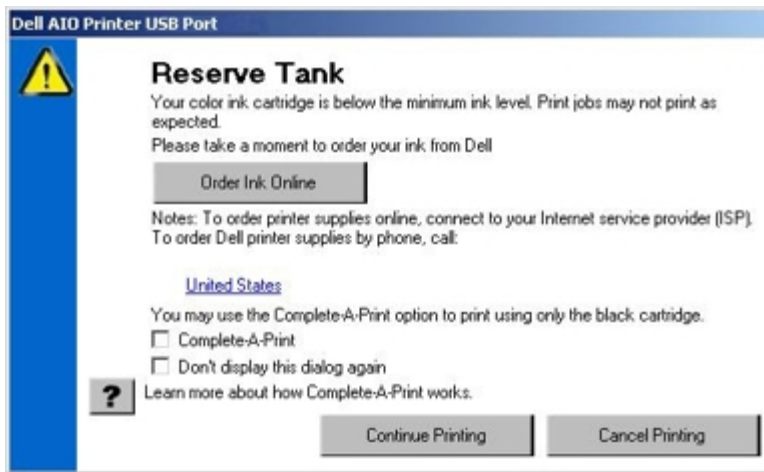 Dell AIO Printer USB Port
Reserve Tank
Your color ink cartridge is below the minimum ink level. Print jobs may not print as
expected.
Please take a moment to order your ink from Dell
Order Ink Online
Notes: To order printer supplies online, connect to your Internet service provider (ISP).
To order Dell printer supplies by phone, call:
United States
You may use the Complete-A-Print option to print using only the black cartridge.
Complete-A-Print
Don't display this dialog again
? Learn more about how Complete-A-Print works.
Continue Printing
Cancel Printing